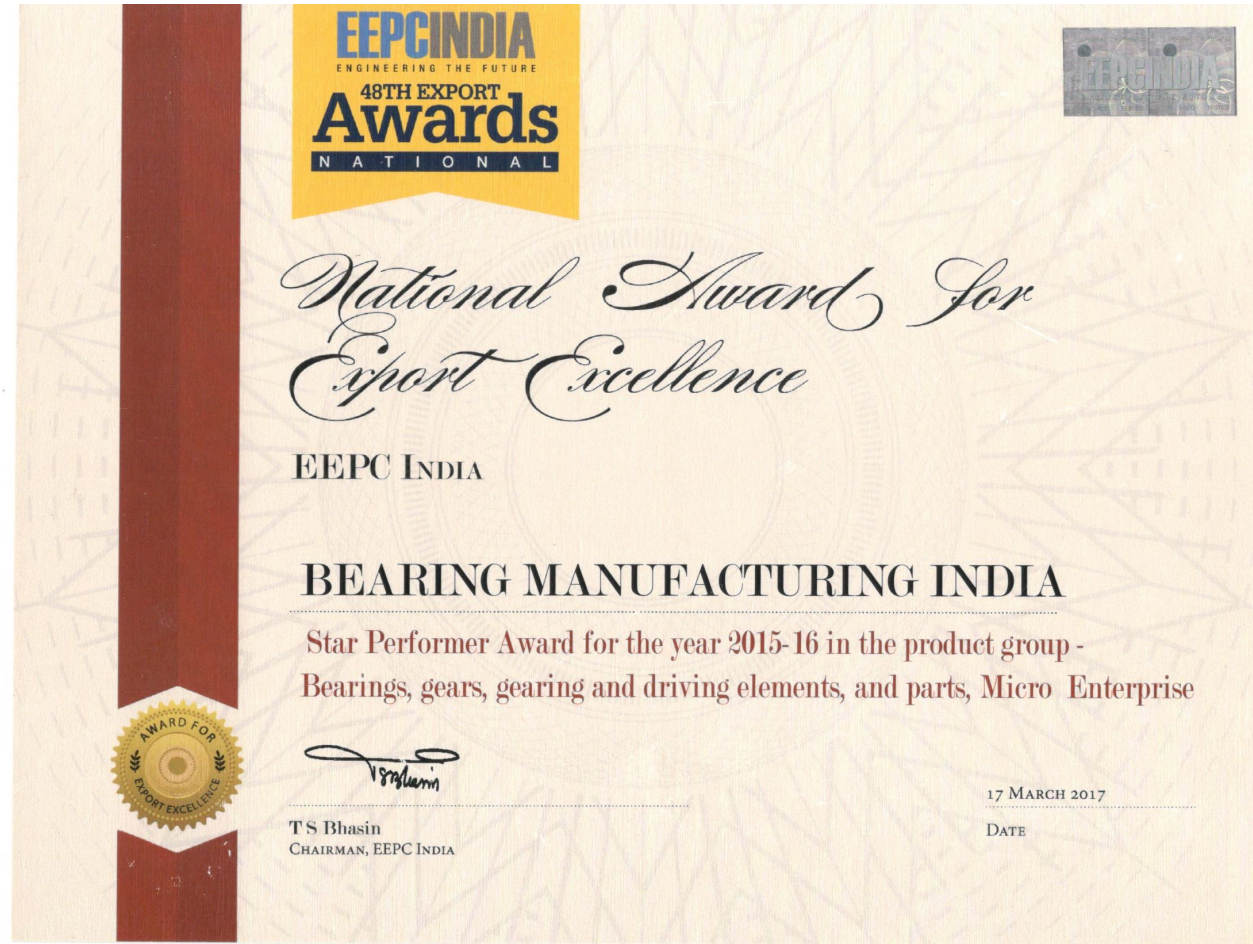 EEPCINDIA
ENGINEERING THE FUTURE
48TH EXPORT
Awards
NATIONAL
EEPCINDIA
National Award for
Export Excellence
EEPC INDIA
BEARING MANUFACTURING INDIA
Star Performer Award for the year 2015-16 in the product group -
Bearings, gears, gearing and driving elements, and parts, Micro Enterprise
AWARD FOR
EXPORT EXCELLENCE
TSBhasin
17 MARCH 2017
T S Bhasin
CHAIRMAN, EEPC INDIA
DATE